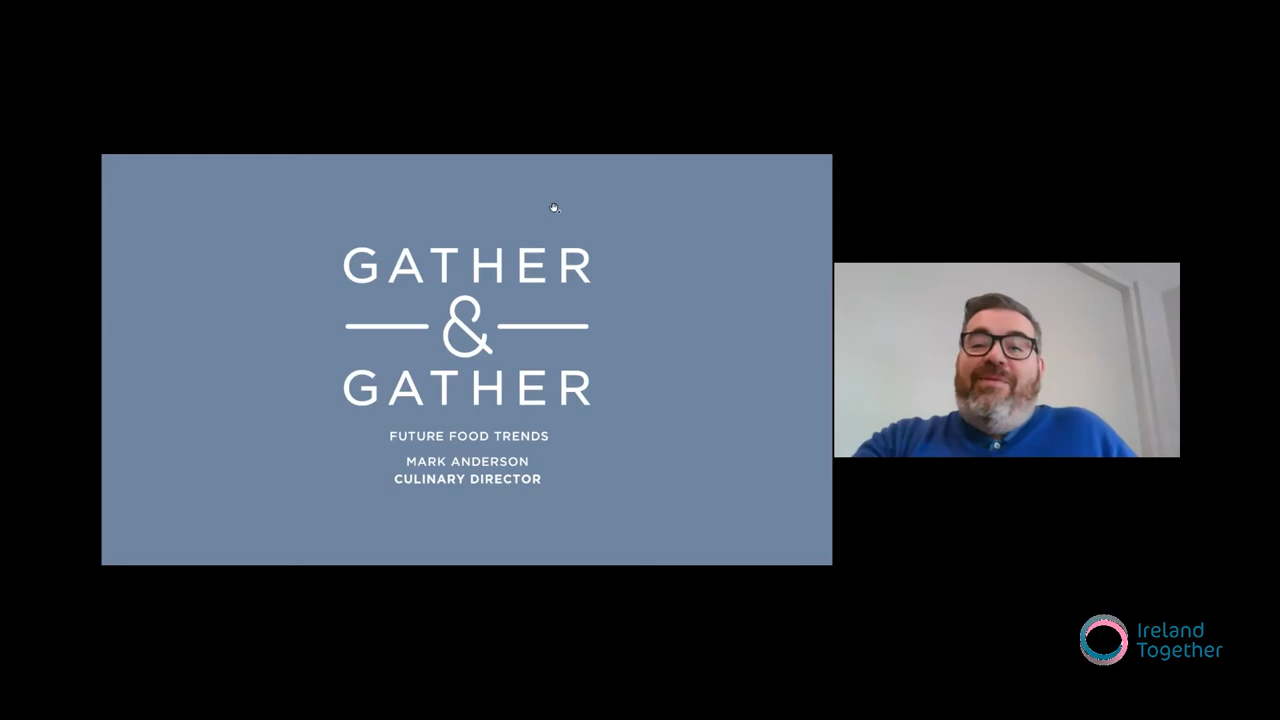 GATHER
&
GATHER
FUTURE FOOD TRENDS
MARK ANDERSON
CULINARY DIRECTOR
Ireland
Together